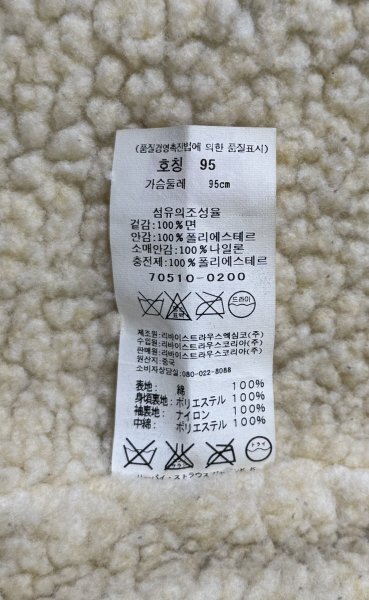 (품질경영촉진법에 의한 품질표시)
호칭 95
가슴둘레 95cm
섬유의조성율
겉감:100%면
안감:100%폴리에스테르
소매안감:100%나일론
충전제:100%폴리에스테르
70510-0200
드라이
제조원:리바이스트라우스멕심코(주)
수입원:리바이스트라우스코리아(주)
판매원:리바이스트라우스코리아(주)
원산지:중국
소비자상담실:080-022-8088
表地: 綿 100%
身頃裏地: ポリエステル 100%
袖裏地: ナイロン 100%
中綿: ポリエステル 100%
ドライ